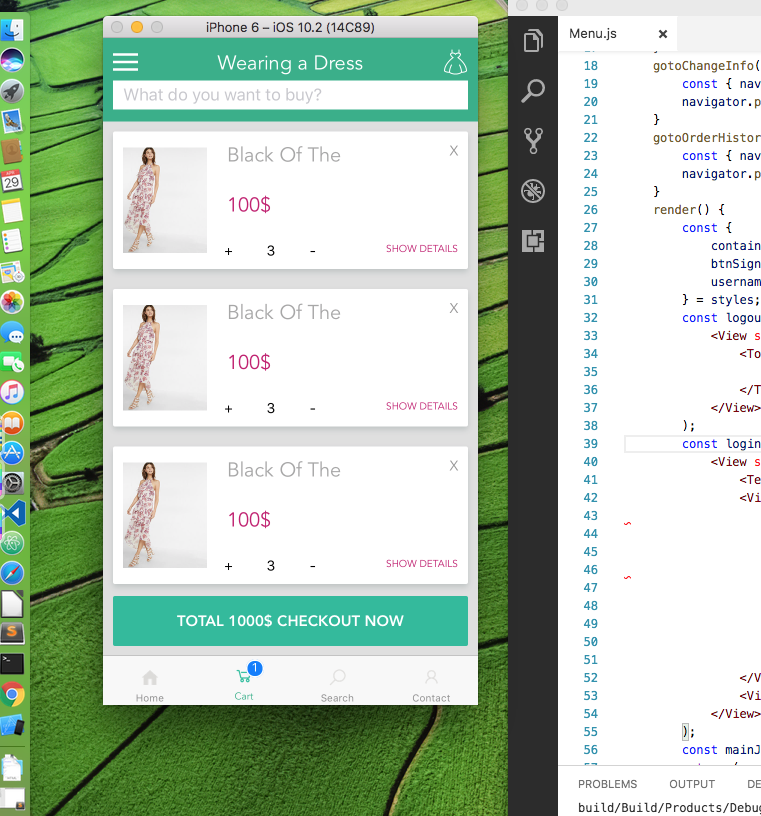 iPhone 6 – iOS 10.2 (14C89)
Wearing a Dress
What do you want to buy?
Black Of The
X
100$
+ 3 -
SHOW DETAILS
Black Of The
X
100$
+ 3 -
SHOW DETAILS
Black Of The
X
100$
+ 3 -
SHOW DETAILS
TOTAL 1000$ CHECKOUT NOW
1
Home
Cart
Search
Contact
29
Menu.js
18 gotoChangeInfo(
19 const { nav
20 navigator.p
21 }
22 gotoOrderHistor
23 const { nav
24 navigator.p
25 }
26 render() {
27 const {
28 contain
29 btnSign
30 usernam
31 } = styles;
32 const logou
33 <View s
34 <To
35
36 </T
37 </View>
38 );
39 const login
40 <View s
41 <Te
42 <Vi
43
44
45
46
47
48
49
50
51
52 </V
53 <Vi
54 </View>
55 );
56 const mainJ
PROBLEMS OUTPUT DE
build/Build/Products/Debug